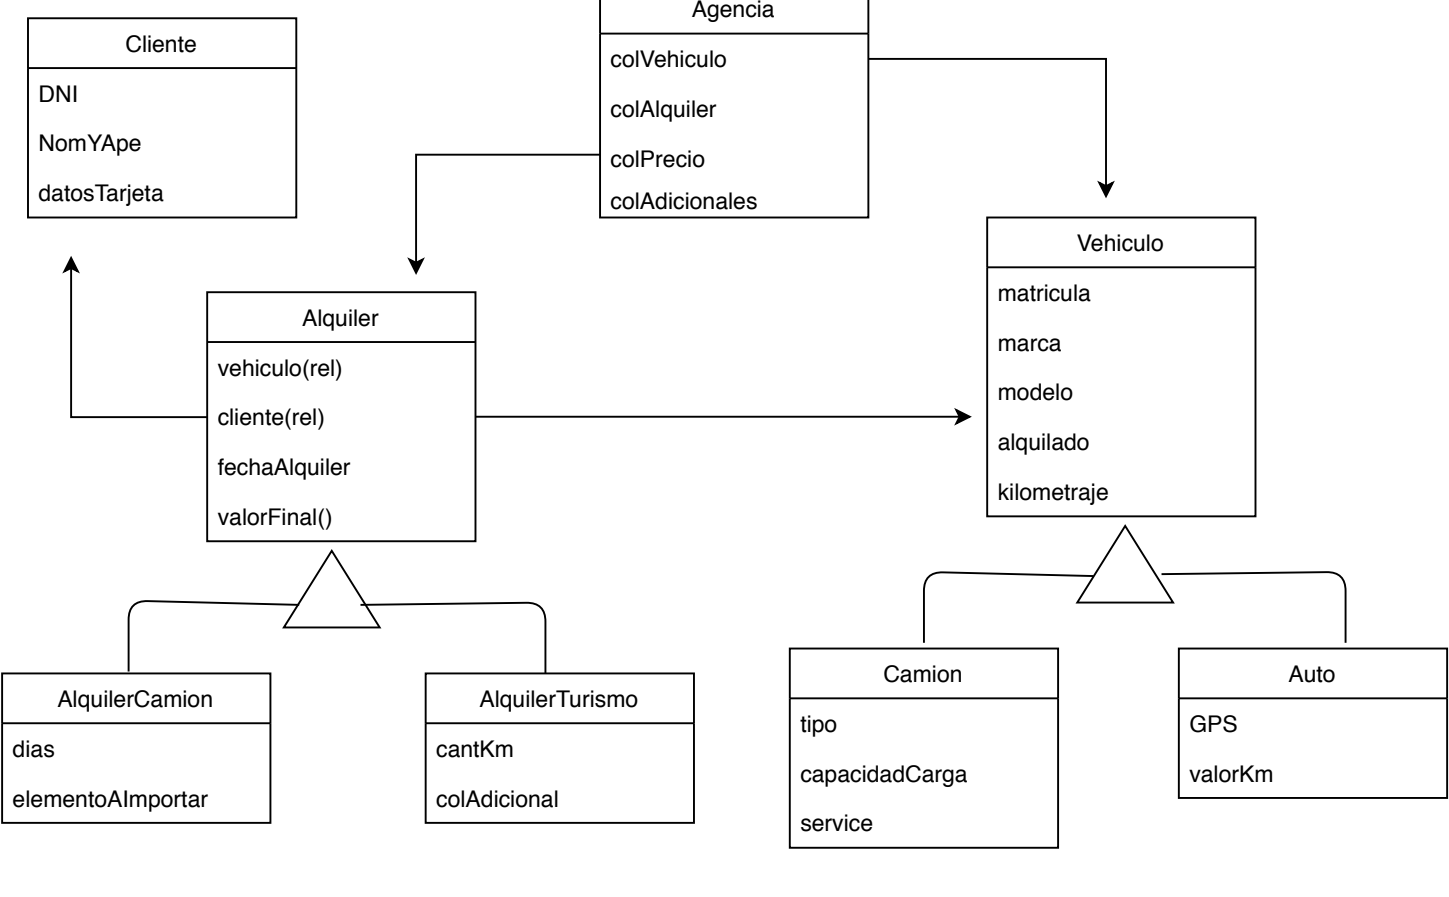 Cliente
DNI
NomYApe
datosTarjeta
Agencia
colVehiculo
colAlquiler
colPrecio
colAdicionales
Vehiculo
matricula
marca
modelo
alquilado
kilometraje
Alquiler
vehiculo(rel)
cliente(rel)
fechaAlquiler
valorFinal()
AlquilerCamion
dias
elementoAImportar
AlquilerTurismo
cantKm
colAdicional
Camion
tipo
capacidadCarga
service
Auto
GPS
valorKm